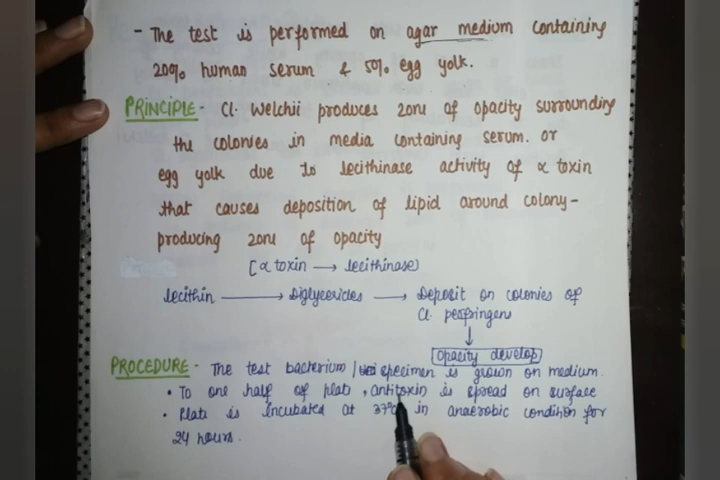 - The test is performed on agar medium containing
20% human serum & 5% egg yolk.
PRINCIPLE - Cl. Welchii produces zone of opacity surrounding
the colonies in media containing serum. or
egg yolk due to lecithinase activity of α toxin
that causes deposition of lipid around colony -
producing zone of opacity
[α toxin → lecithinase)
lecithin → Diglycerides → Deposit on colonies of
Cl. perfringens
↓
Opacity develop
PROCEDURE - The test bacterium / specimen is grown on medium.
• To one half of plate, antitoxin is spread on surface
• Plate is incubated at 37°C in anaerobic condition for
24 hours.